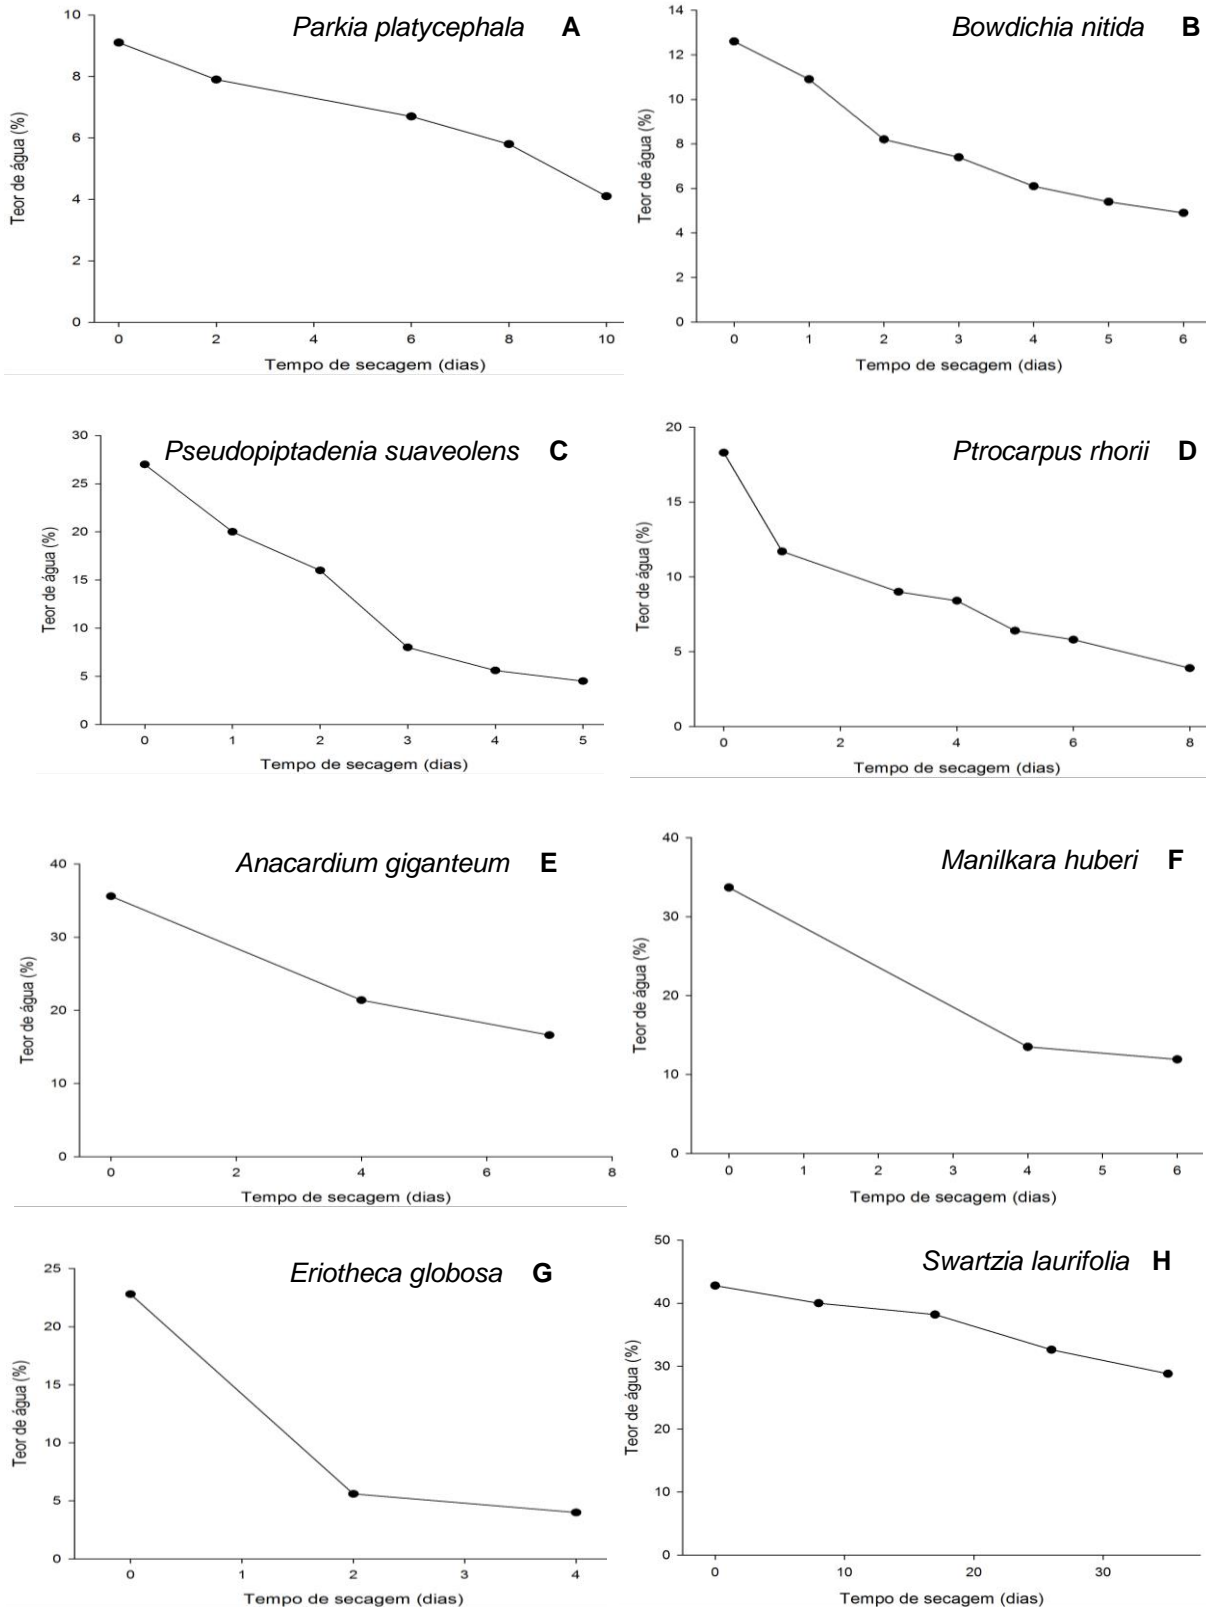 Parkia platycephala A
10
8
6
4
2
0
Teor de água (%)
0 2 4 6 8 10
Tempo de secagem (dias)
Bowdichia nitida B
14
12
10
8
6
4
2
0
Teor de água (%)
0 1 2 3 4 5 6
Tempo de secagem (dias)
Pseudopiptadenia suaveolens C
30
25
20
15
10
5
0
Teor de água (%)
0 1 2 3 4 5
Tempo de secagem (dias)
Ptrocarpus rhorii D
20
15
10
5
0
Teor de água (%)
0 2 4 6 8
Tempo de secagem (dias)
Anacardium giganteum E
40
30
20
10
0
Teor de água (%)
0 2 4 6 8
Tempo de secagem (dias)
Manilkara huberi F
40
30
20
10
0
Teor de água (%)
0 1 2 3 4 5 6
Tempo de secagem (dias)
Eriotheca globosa G
25
20
15
10
5
0
Teor de água (%)
0 1 2 3 4
Tempo de secagem (dias)
Swartzia laurifolia H
50
40
30
20
10
0
Teor de água (%)
0 10 20 30
Tempo de secagem (dias)